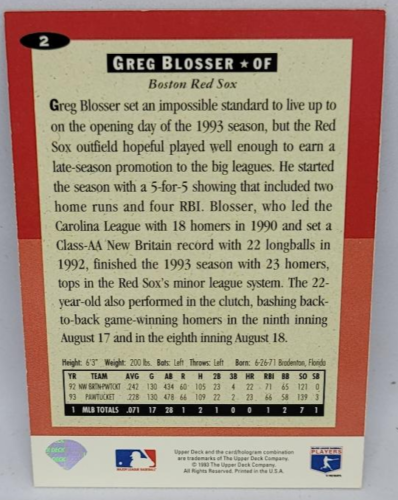 2
GREG BLOSSER ★ OF
Boston Red Sox
Greg Blosser set an impossible standard to live up to
on the opening day of the 1993 season, but the Red
Sox outfield hopeful played well enough to earn a
late-season promotion to the big leagues. He started
the season with a 5-for-5 showing that included two
home runs and four RBI. Blosser, who led the
Carolina League with 18 homers in 1990 and set a
Class-AA New Britain record with 22 longballs in
1992, finished the 1993 season with 23 homers,
tops in the Red Sox's minor league system. The 22-
year-old also performed in the clutch, bashing back-
to-back game-winning homers in the ninth inning
August 17 and in the eighth inning August 18.
Height: 6'3" Weight: 200 lbs. Bats: Left Throws: Left Born: 6-26-71 Bradenton, Florida
YR TEAM AVG G AB R H 2B 3B HR RBI BB SO SB
92 NW BRTN-PWTCKT .242 130 434 60 105 23 4 22 71 65 121 0
93 PAWTUCKET .228 130 478 66 109 22 2 23 66 58 139 3
1 MLB TOTALS .071 17 28 1 2 1 0 0 1 2 7 1
Upper Deck and the card/hologram combination
are trademarks of The Upper Deck Company.
© 1993 The Upper Deck Company.
All Rights Reserved. Printed in the U.S.A.
PLAYERS